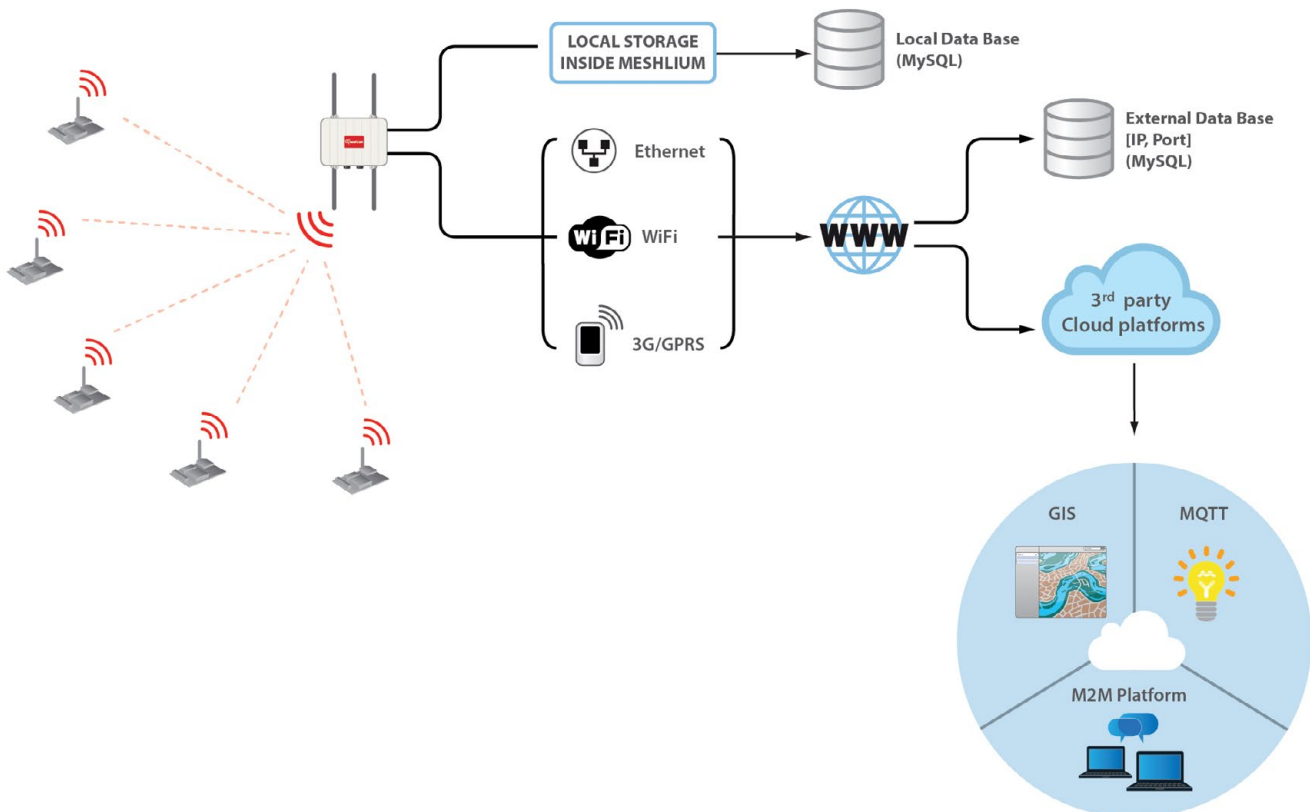 LOCAL STORAGE
INSIDE MESHLIUM
Local Data Base
(MySQL)
External Data Base
[IP, Port]
(MySQL)
Ethernet
WiFi
WiFi
3G/GPRS
WWW
3rd party
Cloud platforms
GIS
MQTT
M2M Platform